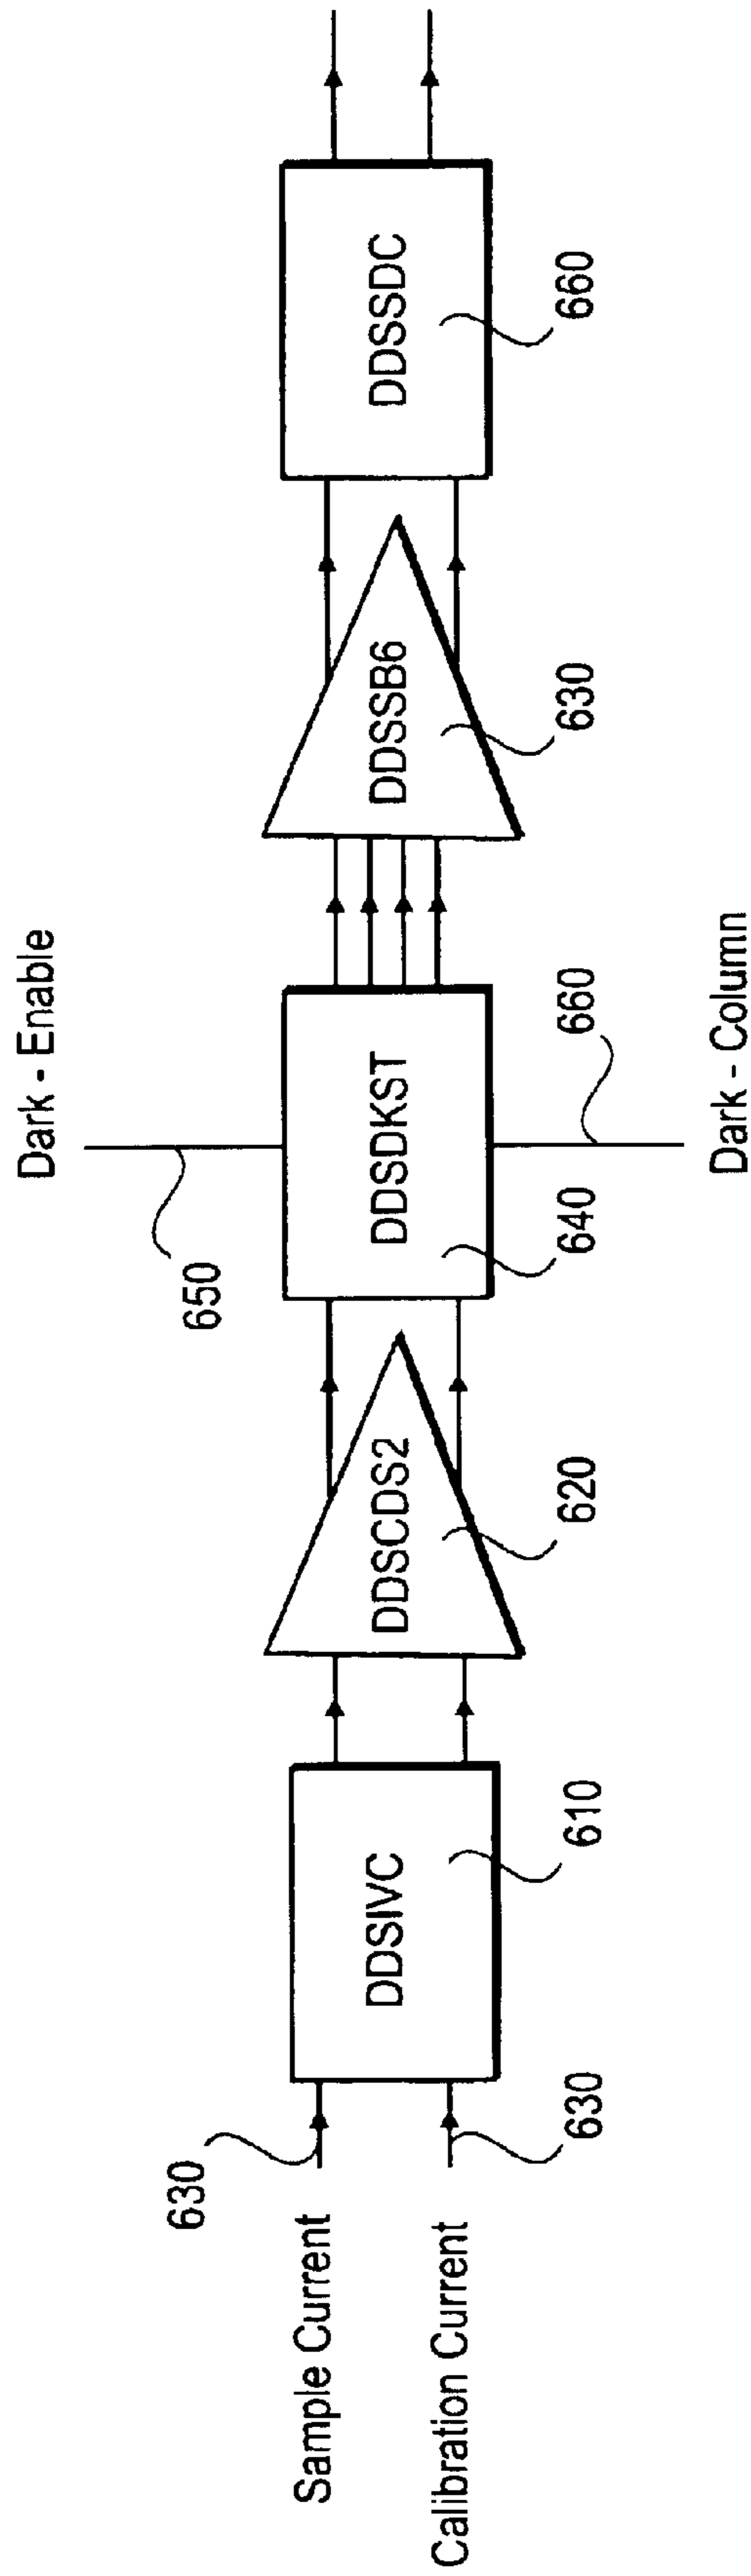 Dark - Enable
650
630
Sample Current
Calibration Current
630
DDSIVC
610
DDSCDS2
620
DDSDKST
640
660
Dark - Column
DDSSB6
630
DDSSDC
660